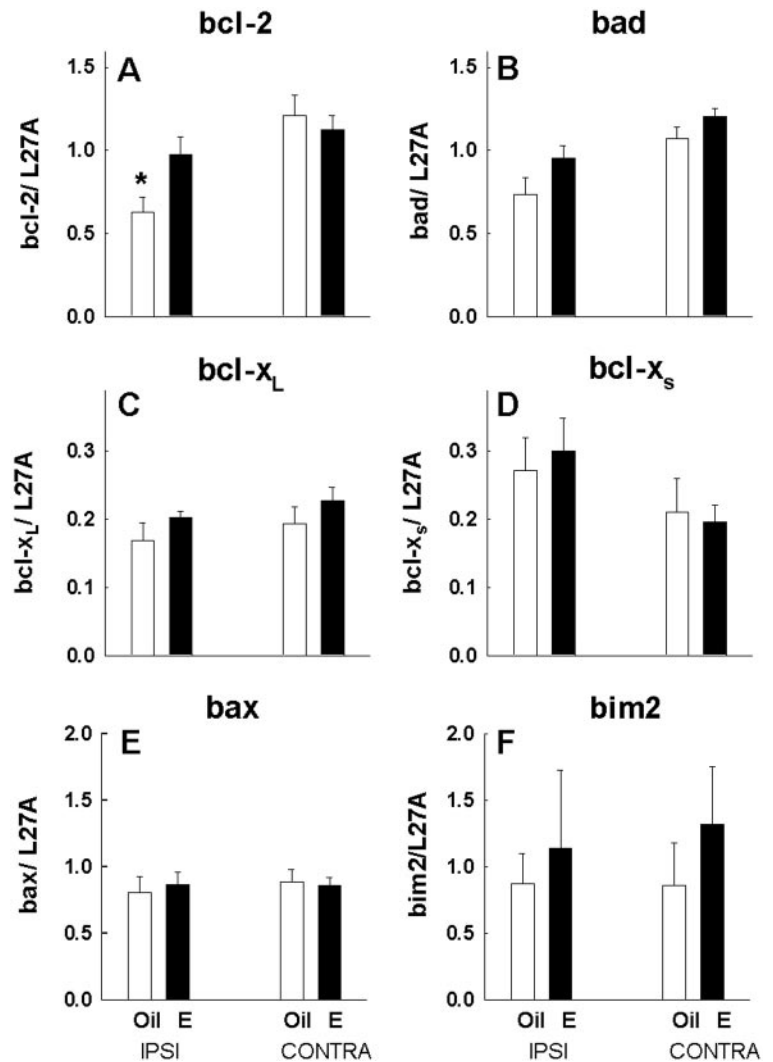 bcl-2
A
bcl-2/ L27A
1.5
1.0
0.5
0.0
*
bad
B
bad/ L27A
1.5
1.0
0.5
0.0
bcl-xL
C
bcl-xL/ L27A
0.3
0.2
0.1
0.0
bcl-xs
D
bcl-xs/ L27A
0.3
0.2
0.1
0.0
bax
E
bax/ L27A
2.0
1.5
1.0
0.5
0.0
Oil E Oil E
IPSI CONTRA
bim2
F
bim2/L27A
2.0
1.5
1.0
0.5
0.0
Oil E Oil E
IPSI CONTRA